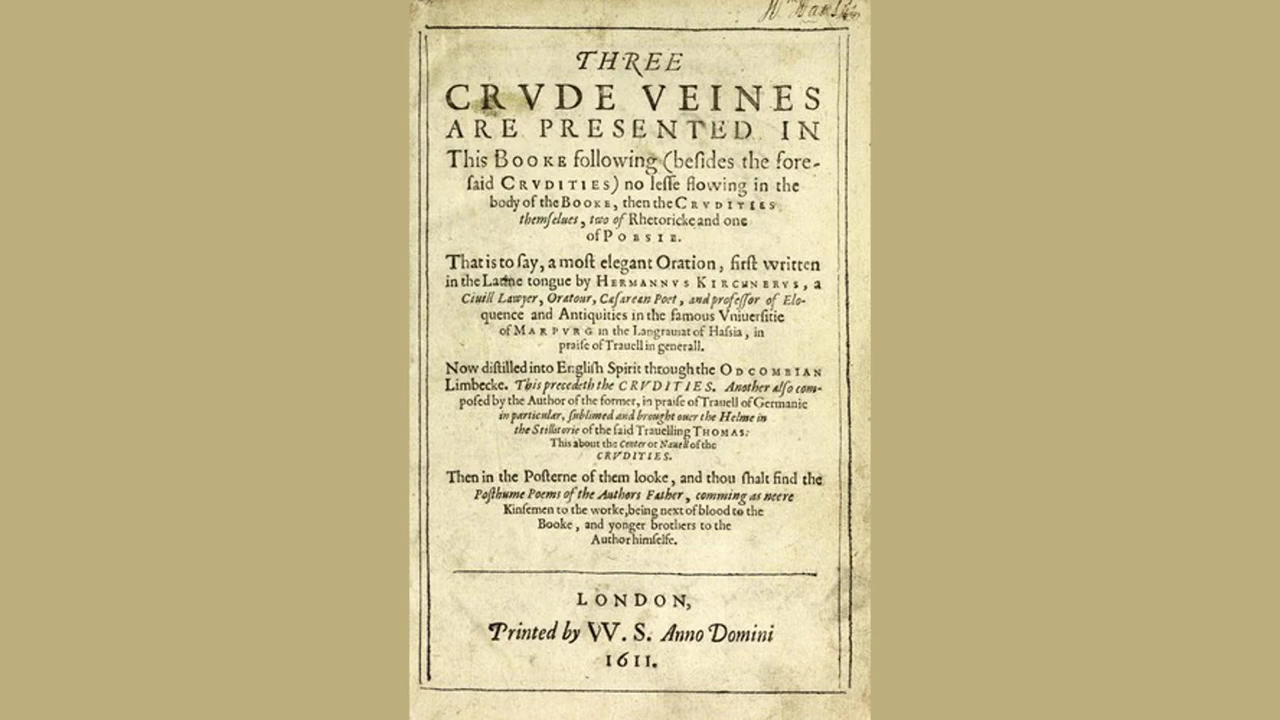 THREE
CRVDE VEINES
ARE PRESENTED IN
This BOOKE following (beſides the fore-
ſaid CRVDITIES) no leſſe flowing in the
body of the BOOKE, then the CRVDITIES
themſelues, two of Rhetoricke and one
of POESIE.
That is to ſay, a moſt elegant Oration, firſt written
in the Latine tongue by HERMANNVS KIRCHNERVS, a
Ciuill Lawyer, Oratour, Cæſarean Poet, and profeſſor of Elo-
quence and Antiquities in the famous Vniuerſitie
of MARPVRG in the Langrauiat of Haſsia, in
praiſe of Trauell in generall.
Now diſtilled into Engliſh Spirit through the ODCOMBIAN
Limbecke. This precedeth the CRVDITIES. Another alſo com-
poſed by the Author of the former, in praiſe of Trauell of Germanie
in particular, ſublimed and brought ouer the Helme in
the Stillatorie of the ſaid Trauelling THOMAS:
This about the Center or Nauell of the
CRVDITIES.
Then in the Poſterne of them looke, and thou ſhalt find the
Poſthume Poems of the Authors Father, comming as neere
Kinſemen to the worke, being next of blood to the
Booke, and yonger brothers to the
Author himſelfe.
LONDON,
Printed by W. S. Anno Domini
1611.